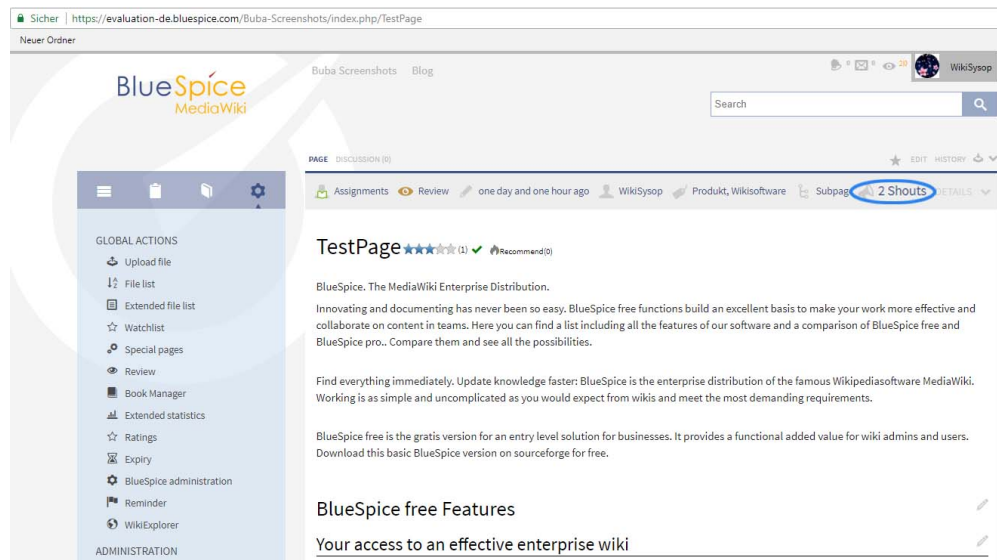 Sicher | https://evaluation-de.bluespice.com/Buba-Screenshots/index.php/TestPage
Neuer Ordner
BlueSpice
MediaWiki
Buba Screenshots Blog
0 0 20 WikiSysop
Search
PAGE DISCUSSION (0)
EDIT HISTORY
Assignments Review one day and one hour ago WikiSysop Produkt, Wikisoftware Subpag 2 Shouts DETAILS
GLOBAL ACTIONS
Upload file
File list
Extended file list
Watchlist
Special pages
Review
Book Manager
Extended statistics
Ratings
Expiry
BlueSpice administration
Reminder
WikiExplorer
ADMINISTRATION
TestPage (1) Recommend(0)
BlueSpice. The MediaWiki Enterprise Distribution.
Innovating and documenting has never been so easy. BlueSpice free functions build an excellent basis to make your work more effective and
collaborate on content in teams. Here you can find a list including all the features of our software and a comparison of BlueSpice free and
BlueSpice pro.. Compare them and see all the possibilities.
Find everything immediately. Update knowledge faster: BlueSpice is the enterprise distribution of the famous Wikipediasoftware MediaWiki.
Working is as simple and uncomplicated as you would expect from wikis and meet the most demanding requirements.
BlueSpice free is the gratis version for an entry level solution for businesses. It provides a functional added value for wiki admins and users.
Download this basic BlueSpice version on sourceforge for free.
BlueSpice free Features
Your access to an effective enterprise wiki